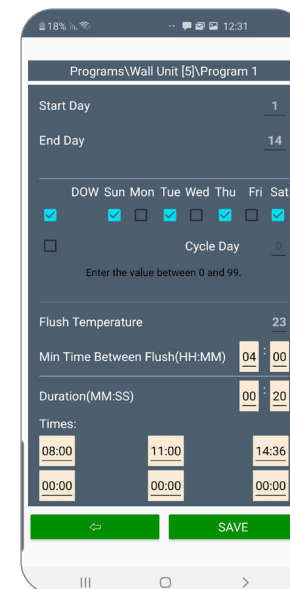 18% 12:31
Programs\Wall Unit [5]\Program 1
Start Day 1
End Day 14
DOW Sun Mon Tue Wed Thu Fri Sat
Cycle Day 0
Enter the value between 0 and 99.
Flush Temperature 23
Min Time Between Flush(HH:MM) 04 : 00
Duration(MM:SS) 00 : 20
Times:
08:00 11:00 14:36
00:00 00:00 00:00
SAVE